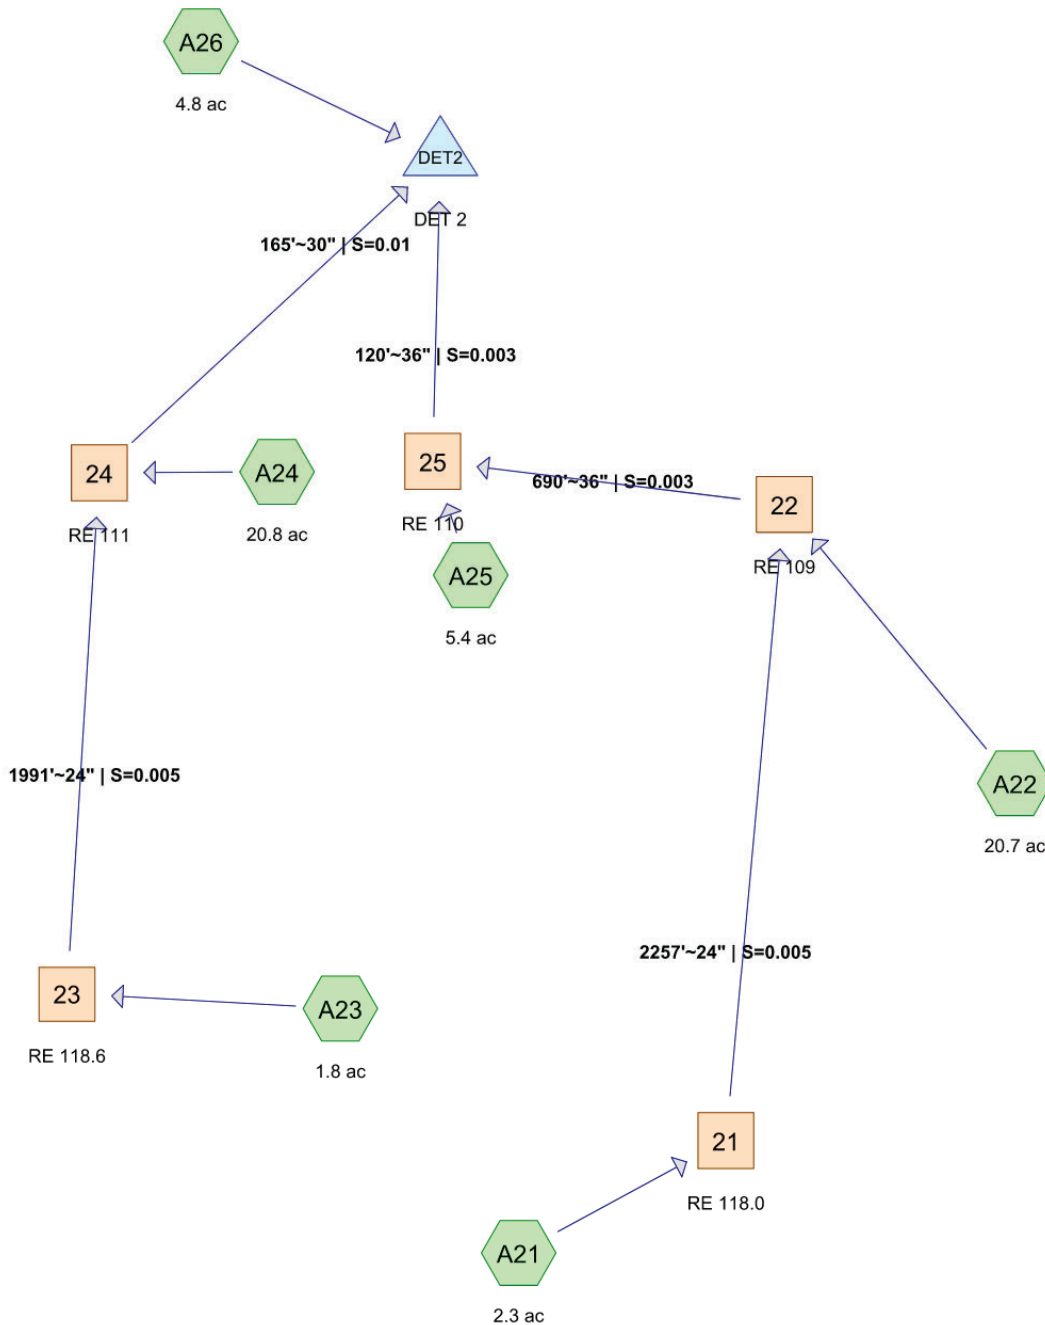 A26
4.8 ac
DET2
DET 2
165'~30" | S=0.01
120'~36" | S=0.003
24
RE 111
A24
20.8 ac
25
RE 110
690'~36" | S=0.003
22
RE 109
A25
5.4 ac
1991'~24" | S=0.005
A22
20.7 ac
2257'~24" | S=0.005
23
RE 118.6
A23
1.8 ac
21
RE 118.0
A21
2.3 ac